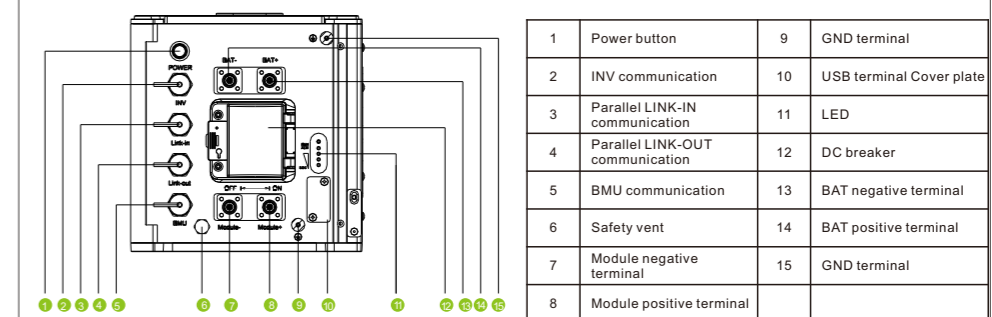 POWER
BAT-
BAT+
INV
Link-in
Link-out
OFF
ON
BMU
Module-
Module+
1
2
3
4
5
6
7
8
9
10
11
12
13
14
15
1 Power button 9 GND terminal
2 INV communication 10 USB terminal Cover plate
3 Parallel LINK-IN
communication 11 LED
4 Parallel LINK-OUT
communication 12 DC breaker
5 BMU communication 13 BAT negative terminal
6 Safety vent 14 BAT positive terminal
7 Module negative
terminal 15 GND terminal
8 Module positive terminal